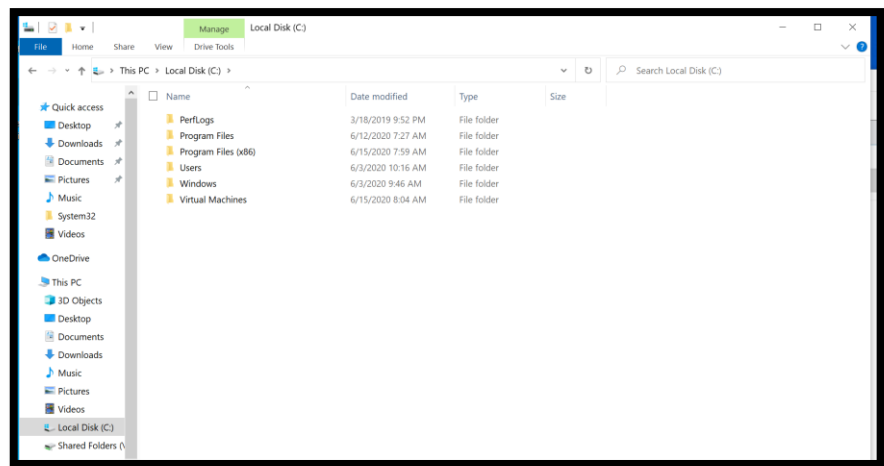 Manage Local Disk (C:)
File Home Share View Drive Tools
This PC > Local Disk (C:) >
Search Local Disk (C:)
Name Date modified Type Size
PerfLogs 3/18/2019 9:52 PM File folder
Program Files 6/12/2020 7:27 AM File folder
Program Files (x86) 6/15/2020 7:59 AM File folder
Users 6/3/2020 10:16 AM File folder
Windows 6/3/2020 9:46 AM File folder
Virtual Machines 6/15/2020 8:04 AM File folder
Quick access
Desktop
Downloads
Documents
Pictures
Music
System32
Videos
OneDrive
This PC
3D Objects
Desktop
Documents
Downloads
Music
Pictures
Videos
Local Disk (C:)
Shared Folders (\